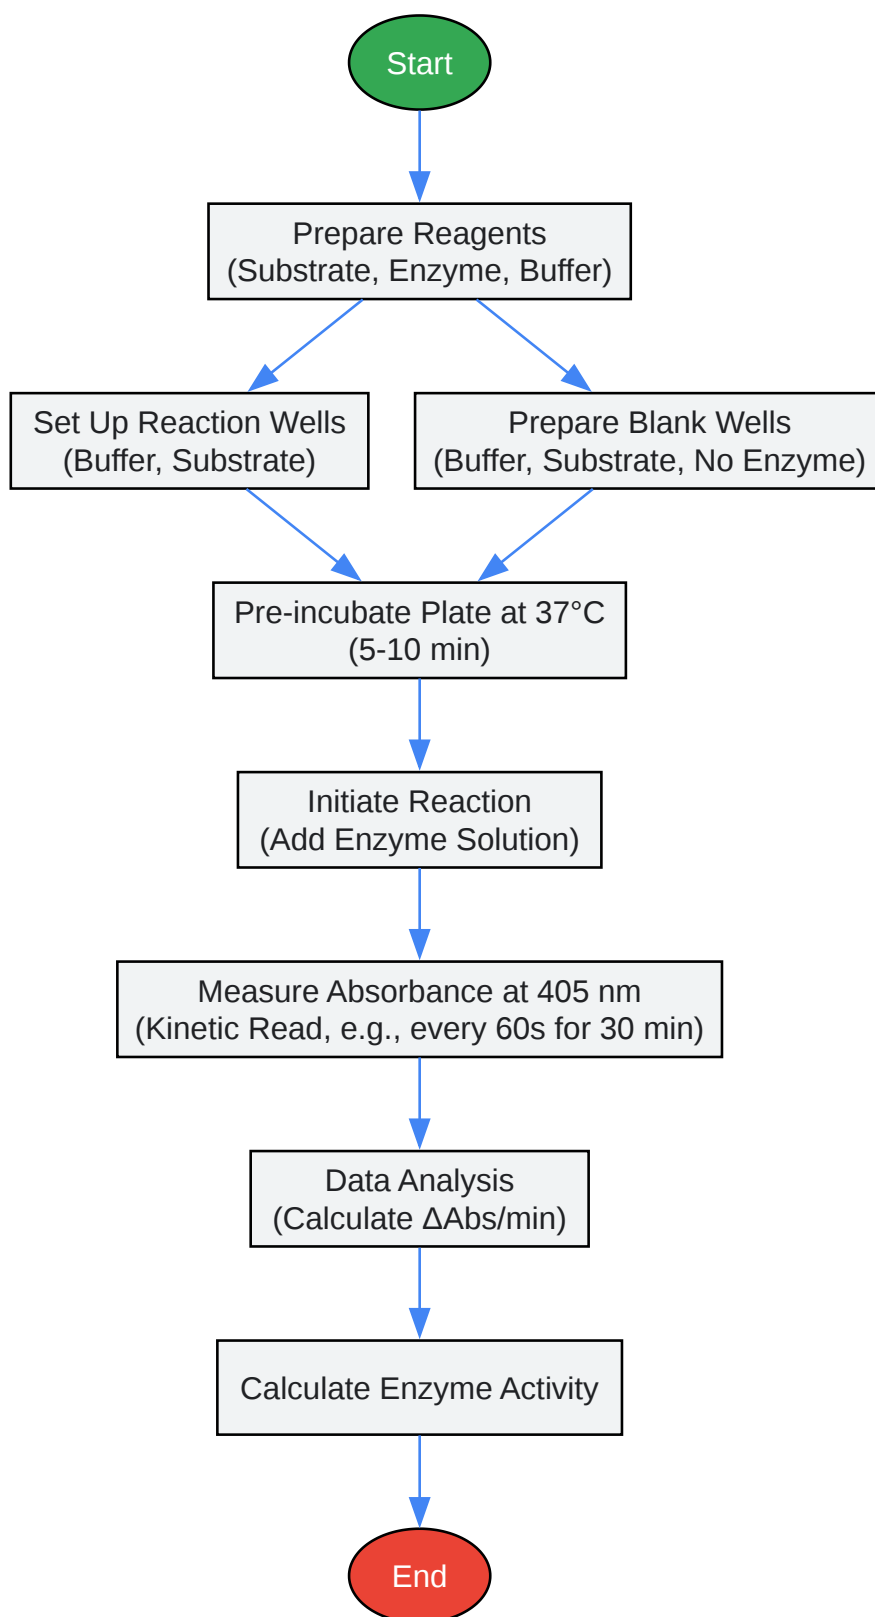 Start
Prepare Reagents
(Substrate, Enzyme, Buffer)
Set Up Reaction Wells
(Buffer, Substrate)
Prepare Blank Wells
(Buffer, Substrate, No Enzyme)
Pre-incubate Plate at 37°C
(5-10 min)
Initiate Reaction
(Add Enzyme Solution)
Measure Absorbance at 405 nm
(Kinetic Read, e.g., every 60s for 30 min)
Data Analysis
(Calculate ΔAbs/min)
Calculate Enzyme Activity
End